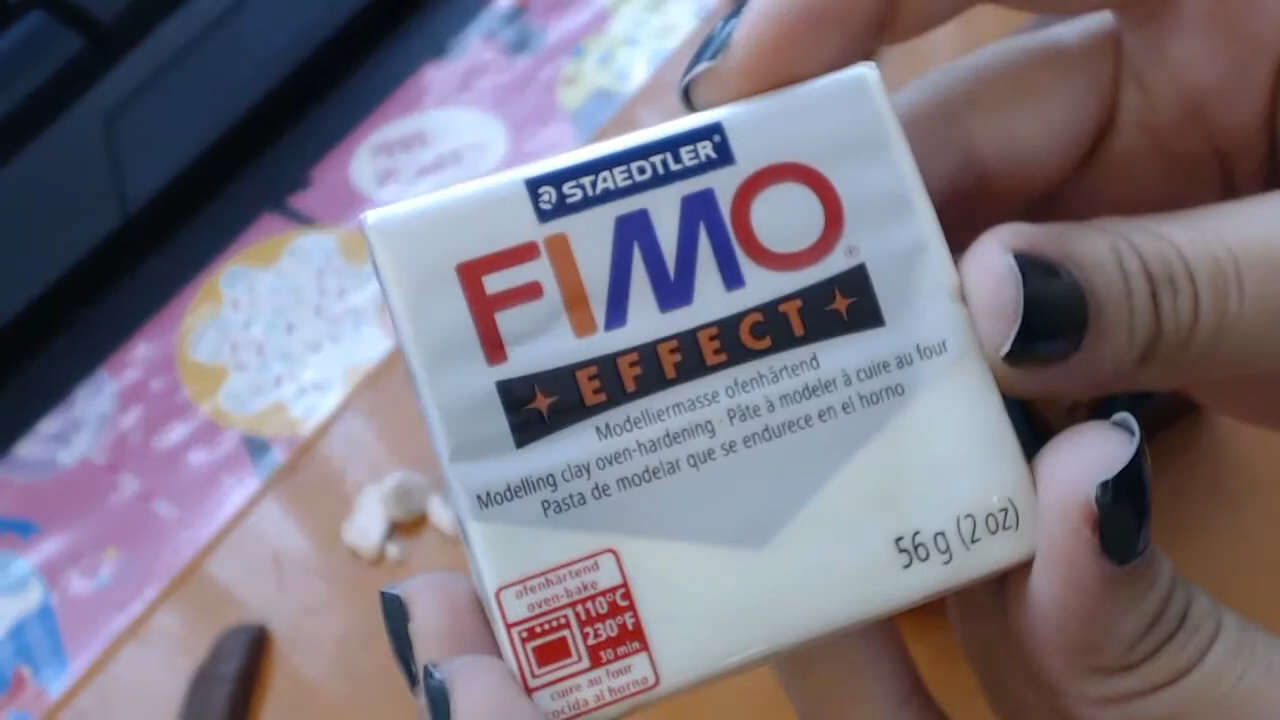 STAEDTLER
FIMO
EFFECT
Modelliermasse ofenhärtend
Modelling clay oven-hardening · Pâte à modeler à cuire au four
Pasta de modelar que se endurece en el horno
56 g (2 oz)
ofenhärtend
oven-bake
110°C
230°F
30 min.
cuire au four
cocida al horno